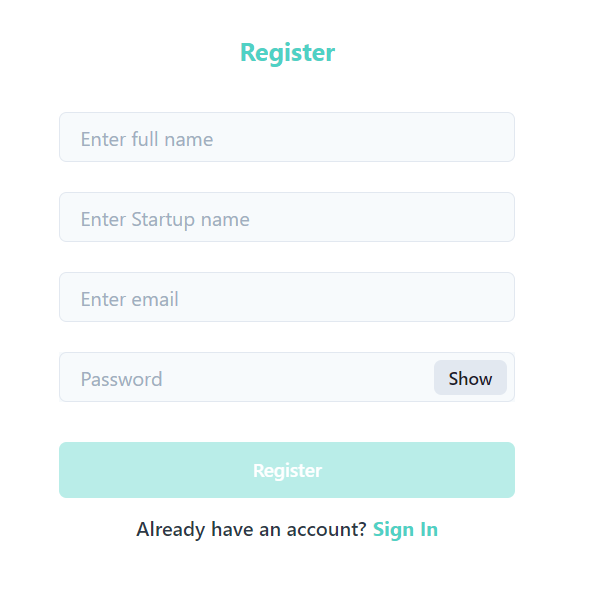 Register
Enter full name
Enter Startup name
Enter email
Password Show
Register
Already have an account? Sign In